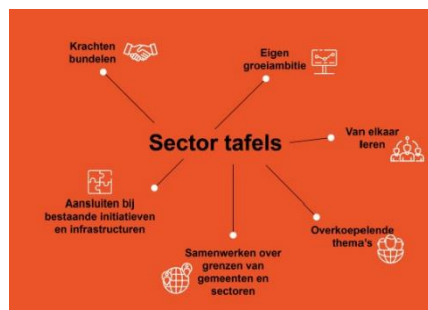 Krachten
bundelen
Eigen
groeiambitie
Sector tafels
Van elkaar
leren
Aansluiten bij
bestaande initiatieven
en infrastructuren
Overkoepelende
thema's
Samenwerken over
grenzen van
gemeenten en
sectoren